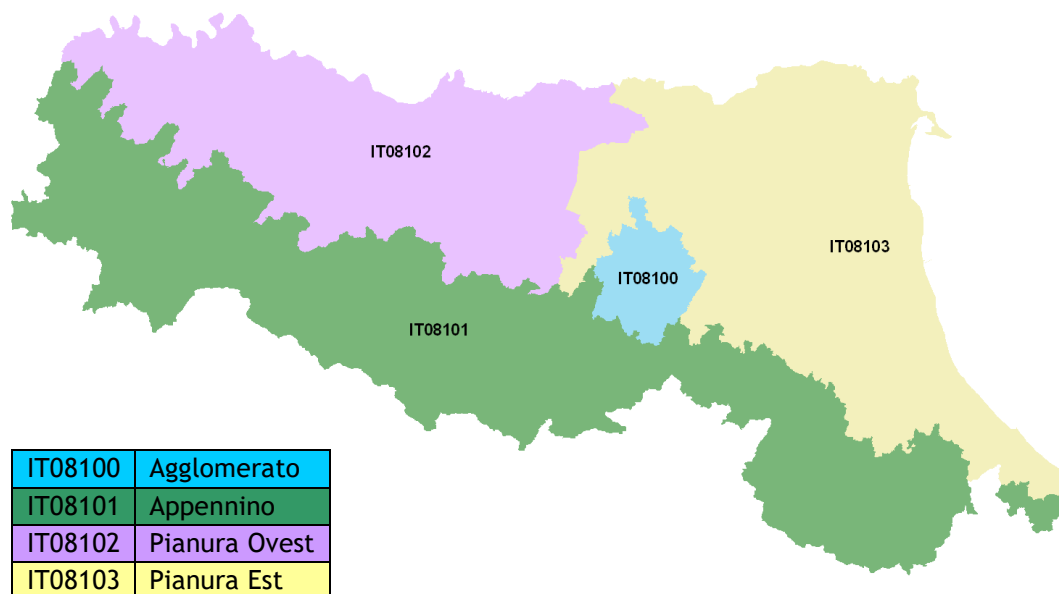 IT08102
IT08103
IT08100
IT08101
IT08100 Agglomerato
IT08101 Appennino
IT08102 Pianura Ovest
IT08103 Pianura Est